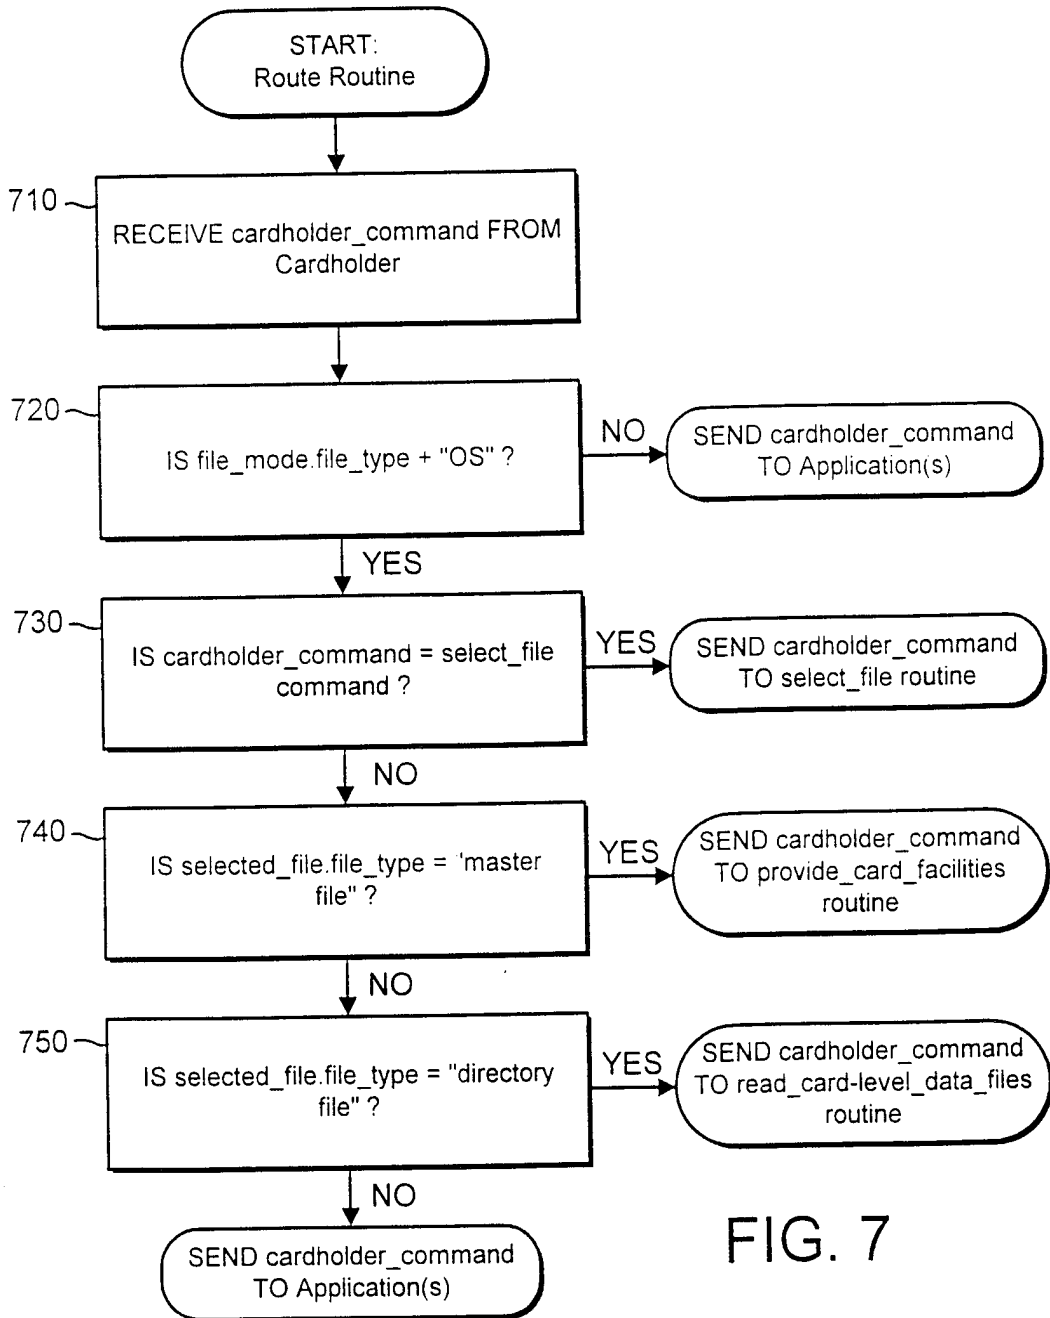 START:
Route Routine
710
RECEIVE cardholder_command FROM
Cardholder
720
IS file_mode.file_type + "OS" ?
NO
SEND cardholder_command
TO Application(s)
YES
730
IS cardholder_command = select_file
command ?
YES
SEND cardholder_command
TO select_file routine
NO
740
IS selected_file.file_type = 'master
file" ?
YES
SEND cardholder_command
TO provide_card_facilities
routine
NO
750
IS selected_file.file_type = "directory
file" ?
YES
SEND cardholder_command
TO read_card-level_data_files
routine
NO
SEND cardholder_command
TO Application(s)
FIG. 7